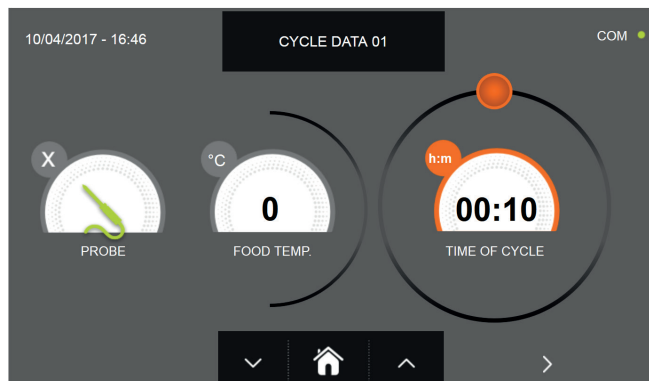 10/04/2017 - 16:46
CYCLE DATA 01
COM
X
°C
h:m
0
00:10
PROBE
FOOD TEMP.
TIME OF CYCLE